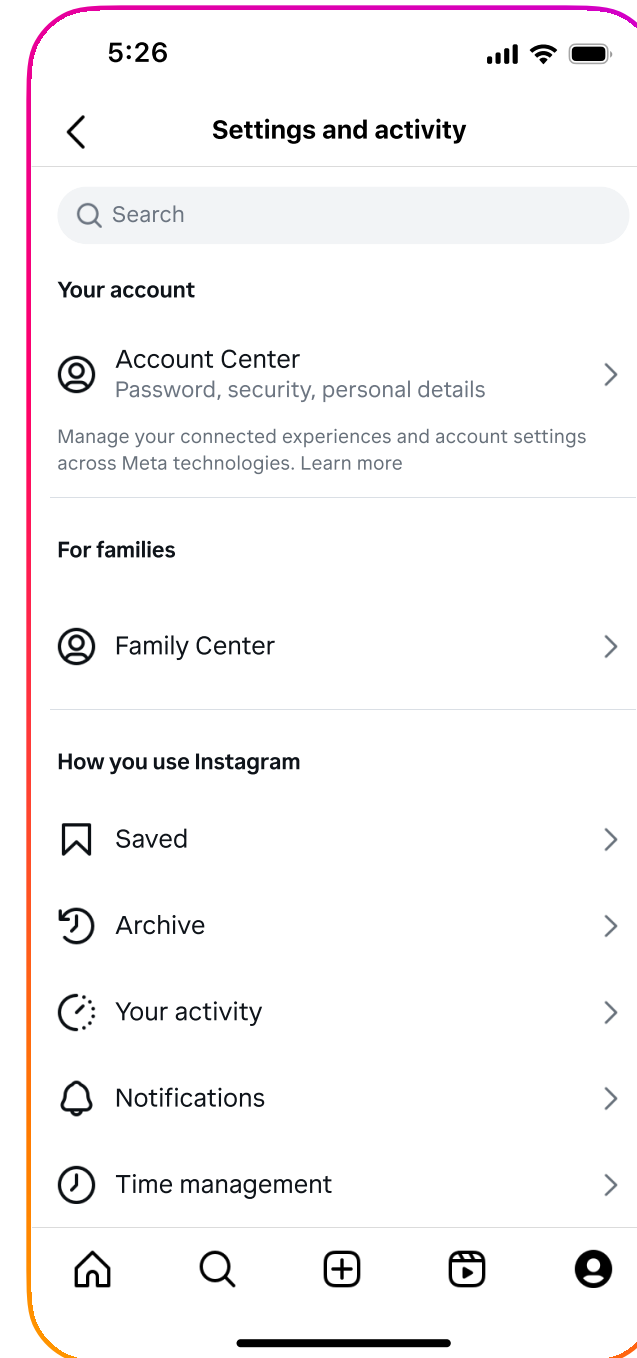 5:26
Settings and activity
Search
Your account
Account Center
Password, security, personal details
Manage your connected experiences and account settings
across Meta technologies. Learn more
For families
Family Center
How you use Instagram
Saved
Archive
Your activity
Notifications
Time management